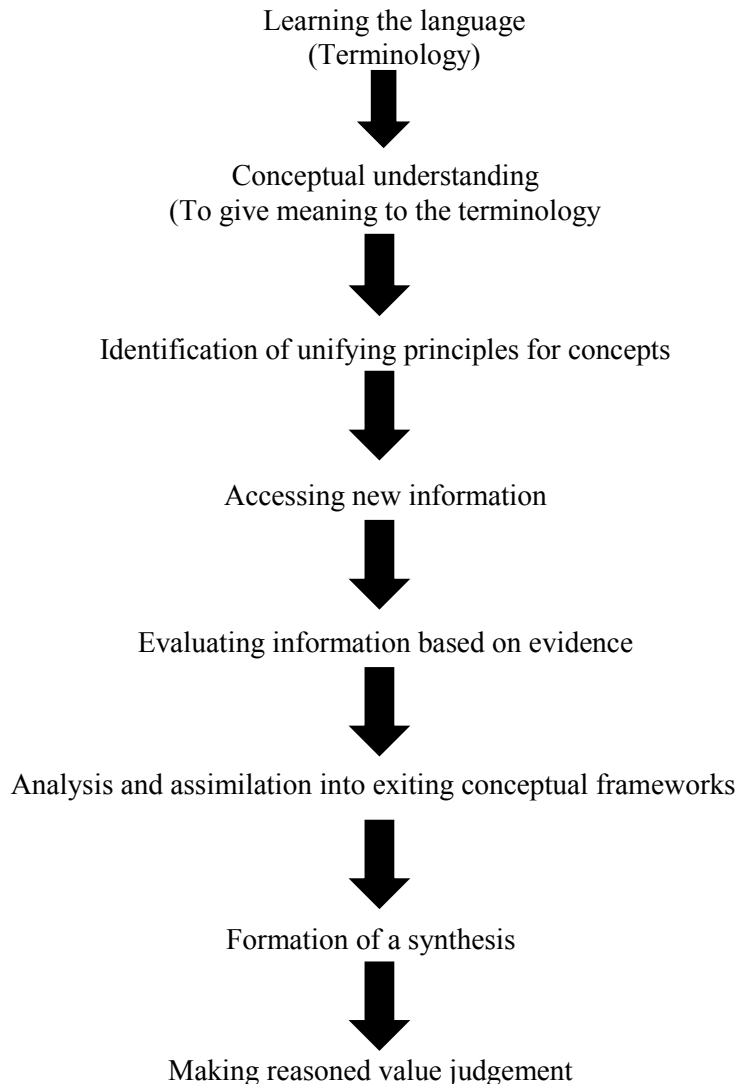 Learning the language
(Terminology)
Conceptual understanding
(To give meaning to the terminology
Identification of unifying principles for concepts
Accessing new information
Evaluating information based on evidence
Analysis and assimilation into exiting conceptual frameworks
Formation of a synthesis
Making reasoned value judgement